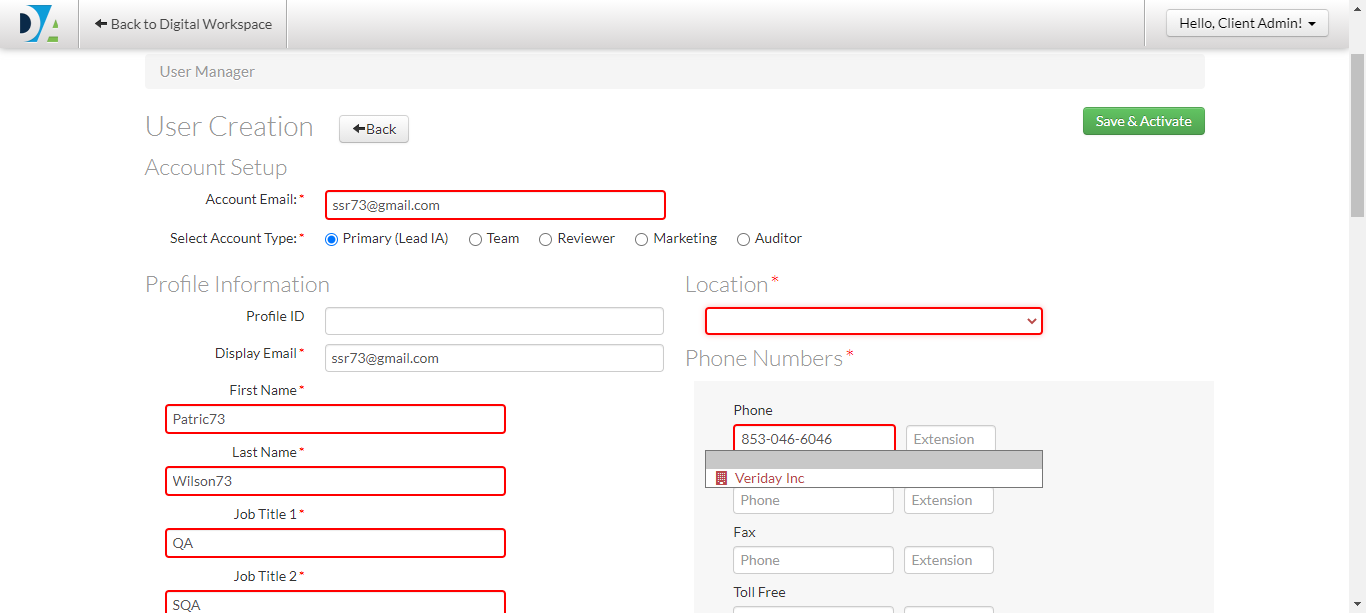 DA
Back to Digital Workspace
Hello, Client Admin!
User Manager
User Creation
Back
Save & Activate
Account Setup
Account Email:*
ssr73@gmail.com
Select Account Type:*
Primary (Lead IA)
Team
Reviewer
Marketing
Auditor
Profile Information
Profile ID
Display Email*
ssr73@gmail.com
First Name*
Patric73
Last Name*
Wilson73
Job Title 1*
QA
Job Title 2*
SQA
Location*
Phone Numbers*
Phone
853-046-6046
Extension
Veriday Inc
Phone
Extension
Fax
Phone
Extension
Toll Free